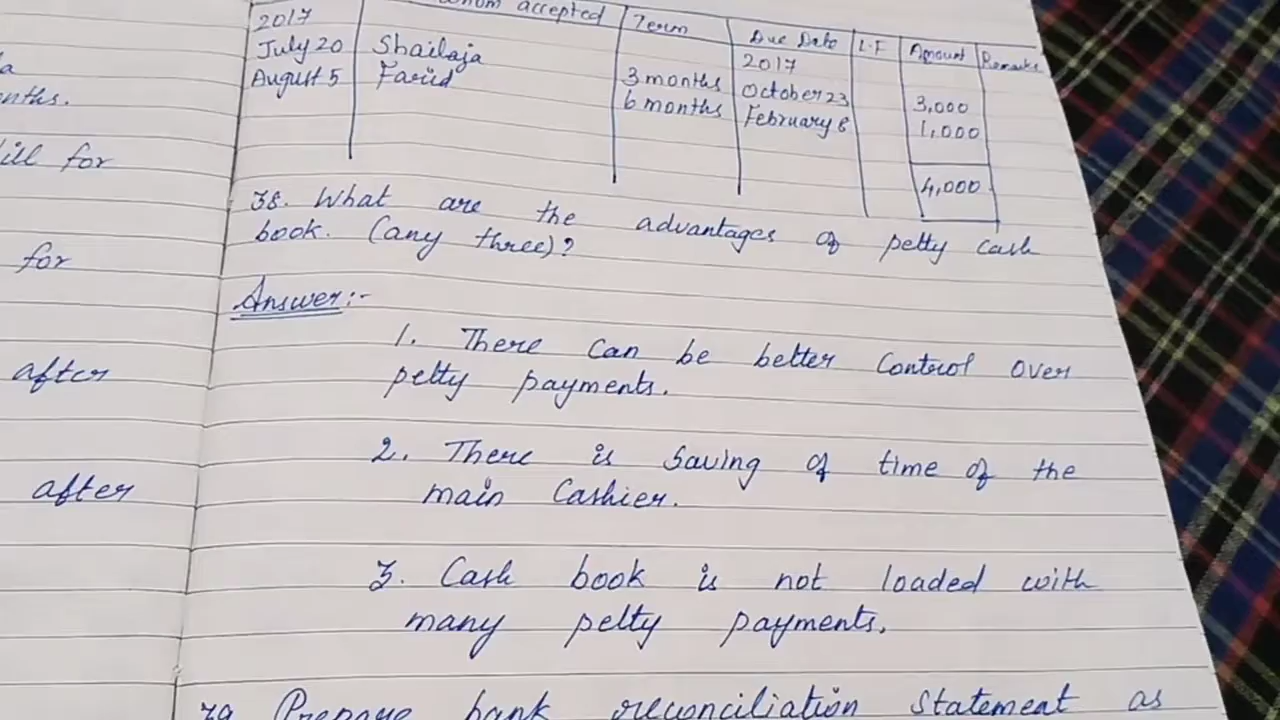 2017 whom accepted Term Due Date L.F Amount Remarks
July 20 Shailaja 2017
August 5 Farid 3 months October 23 3,000
6 months February 8 1,000
4,000
38. What are the advantages of petty cash
book. (any three)?
Answer:-
1. There can be better control over
petty payments.
2. There is saving of time of the
main Cashier.
3. Cash book is not loaded with
many petty payments.
39 Prepare bank reconciliation statement as
for
for
after
after